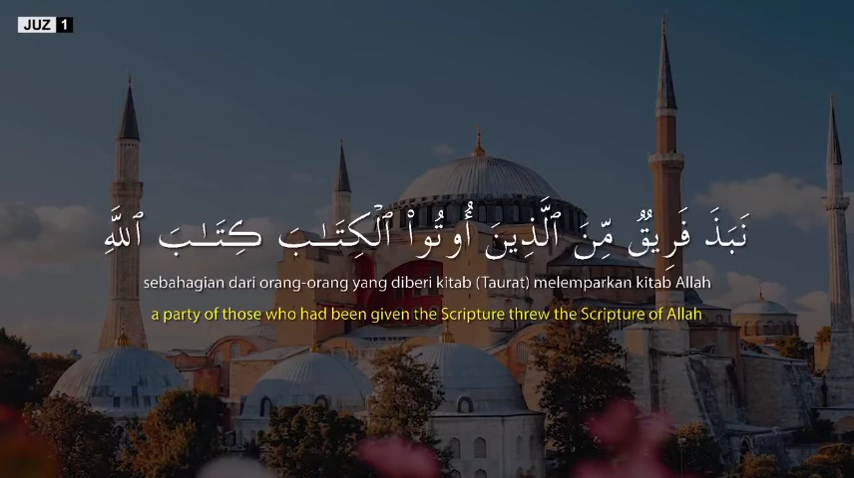 JUZ 1
نَبَذَ فَرِيقٌ مِّنَ ٱلَّذِينَ أُوتُوا۟ ٱلْكِتَـٰبَ كِتَـٰبَ ٱللَّهِ
sebahagian dari orang-orang yang diberi kitab (Taurat) melemparkan kitab Allah
a party of those who had been given the Scripture threw the Scripture of Allah